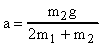 a = m₂g / 2m₁ + m₂